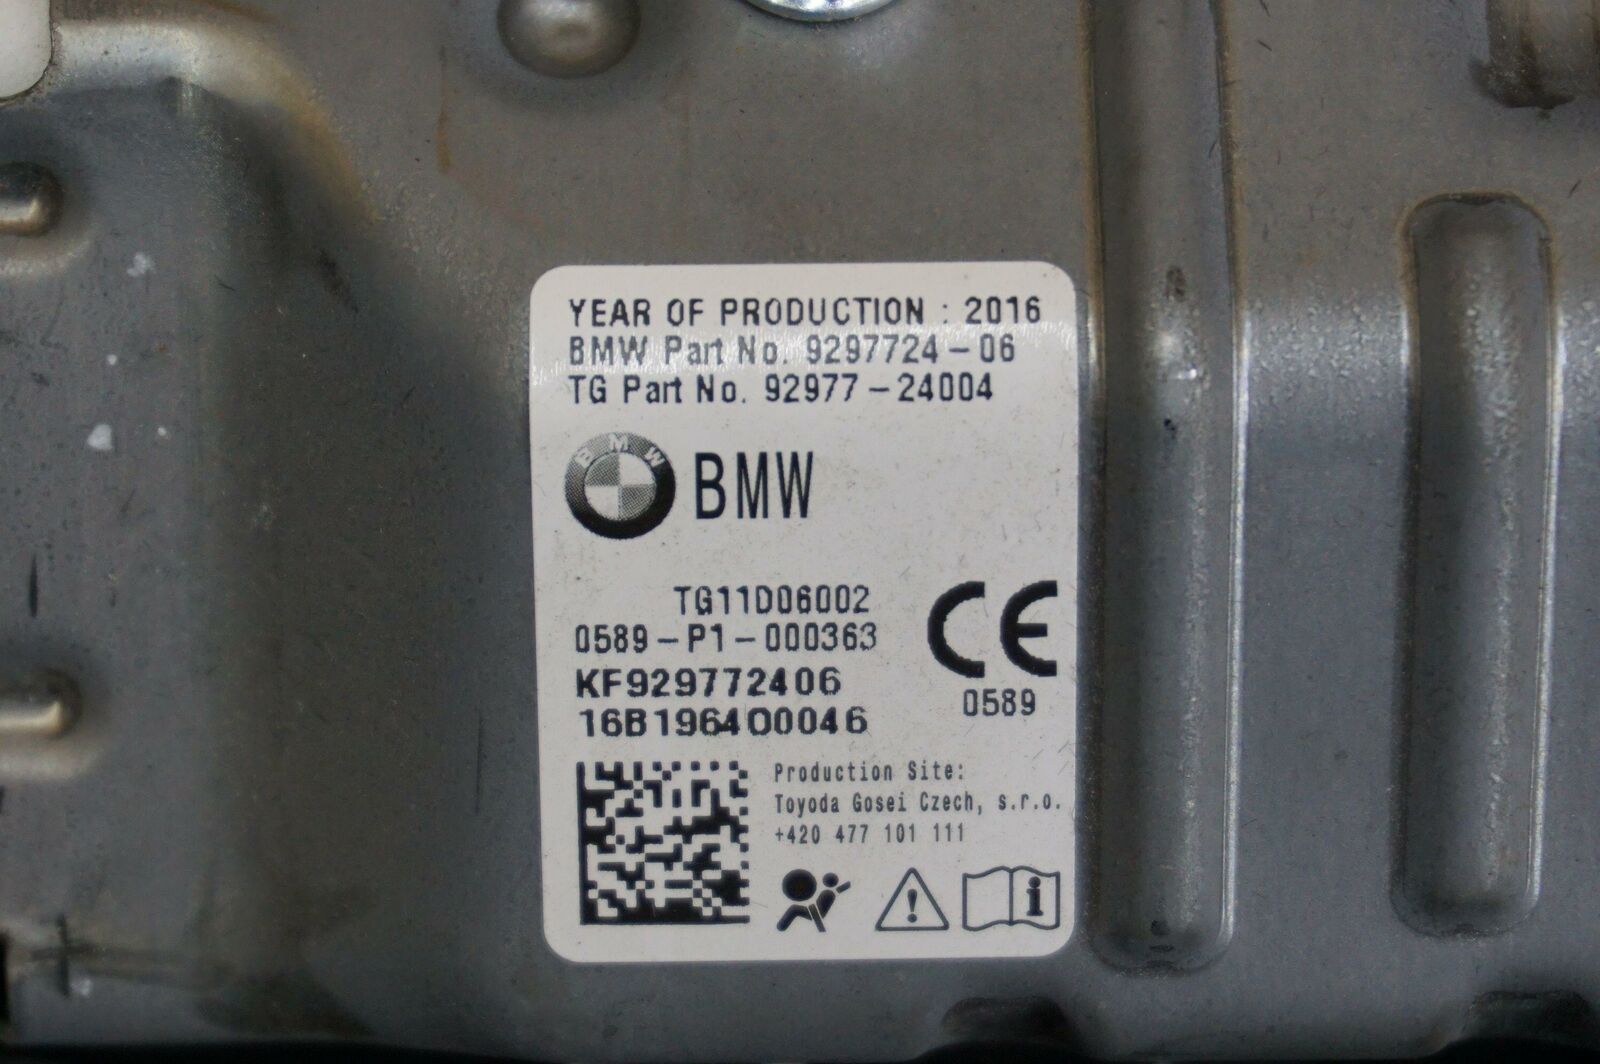 YEAR OF PRODUCTION : 2016
BMW Part No. 9297724-06
TG Part No. 92977-24004
BMW
BMW
TG11D06002
0589-P1-000363
KF929772406
16B196400046
CE
0589
Production Site:
Toyoda Gosei Czech, s.r.o.
+420 477 101 111
!
i